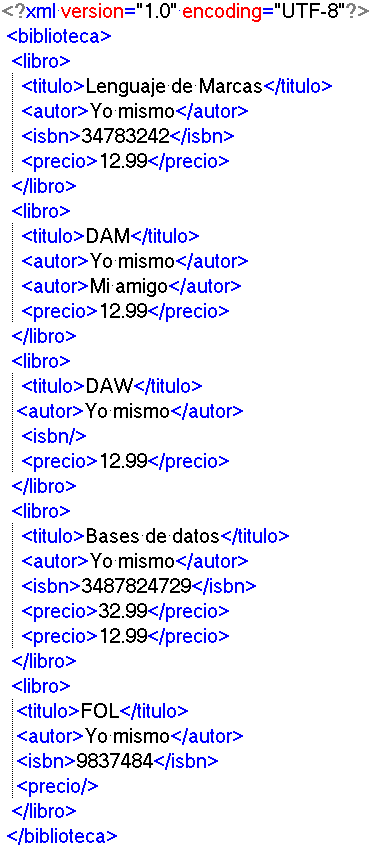 <?xml version="1.0" encoding="UTF-8"?>
<biblioteca>
<libro>
<titulo>Lenguaje de Marcas</titulo>
<autor>Yo mismo</autor>
<isbn>34783242</isbn>
<precio>12.99</precio>
</libro>
<libro>
<titulo>DAM</titulo>
<autor>Yo mismo</autor>
<autor>Mi amigo</autor>
<precio>12.99</precio>
</libro>
<libro>
<titulo>DAW</titulo>
<autor>Yo mismo</autor>
<isbn/>
<precio>12.99</precio>
</libro>
<libro>
<titulo>Bases de datos</titulo>
<autor>Yo mismo</autor>
<isbn>3487824729</isbn>
<precio>32.99</precio>
<precio>12.99</precio>
</libro>
<libro>
<titulo>FOL</titulo>
<autor>Yo mismo</autor>
<isbn>9837484</isbn>
<precio/>
</libro>
</biblioteca>